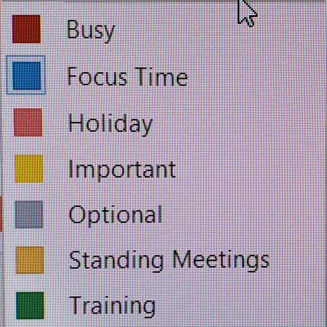 Busy
Focus Time
Holiday
Important
Optional
Standing Meetings
Training